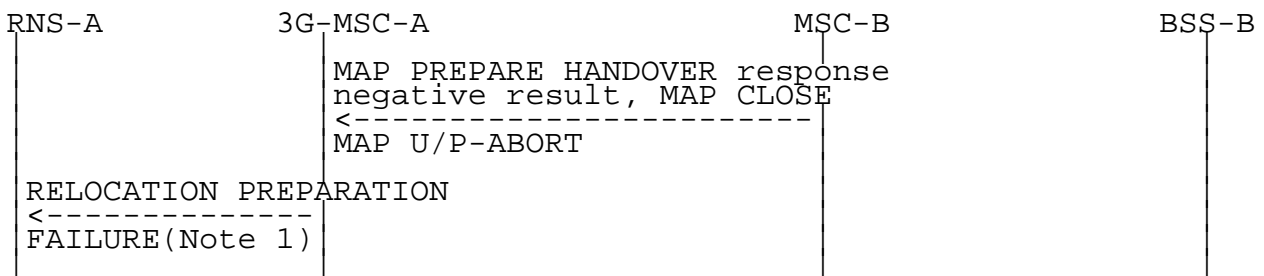 RNS-A 3G-MSC-A MSC-B BSS-B
MAP PREPARE HANDOVER response
negative result, MAP CLOSE
<-------------------------
MAP U/P-ABORT
RELOCATION PREPARATION
<--------------
FAILURE(Note 1)